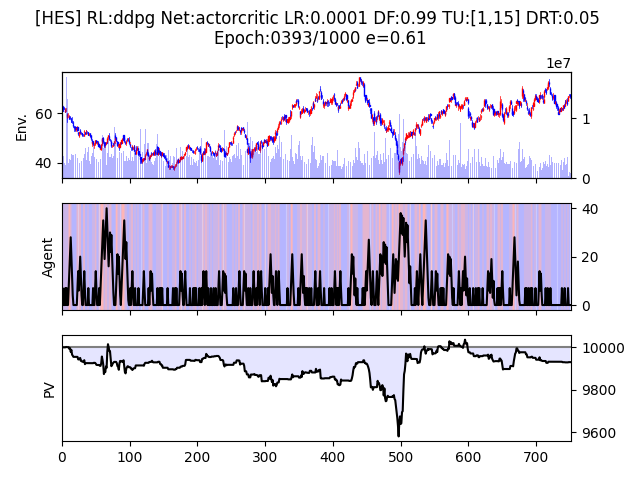 [HES] RL:ddpg Net:actorcritic LR:0.0001 DF:0.99 TU:[1,15] DRT:0.05
Epoch:0393/1000 e=0.61
1e7
Env.
60
40
1
0
Agent
40
20
0
PV
10000
9800
9600
0 100 200 300 400 500 600 700